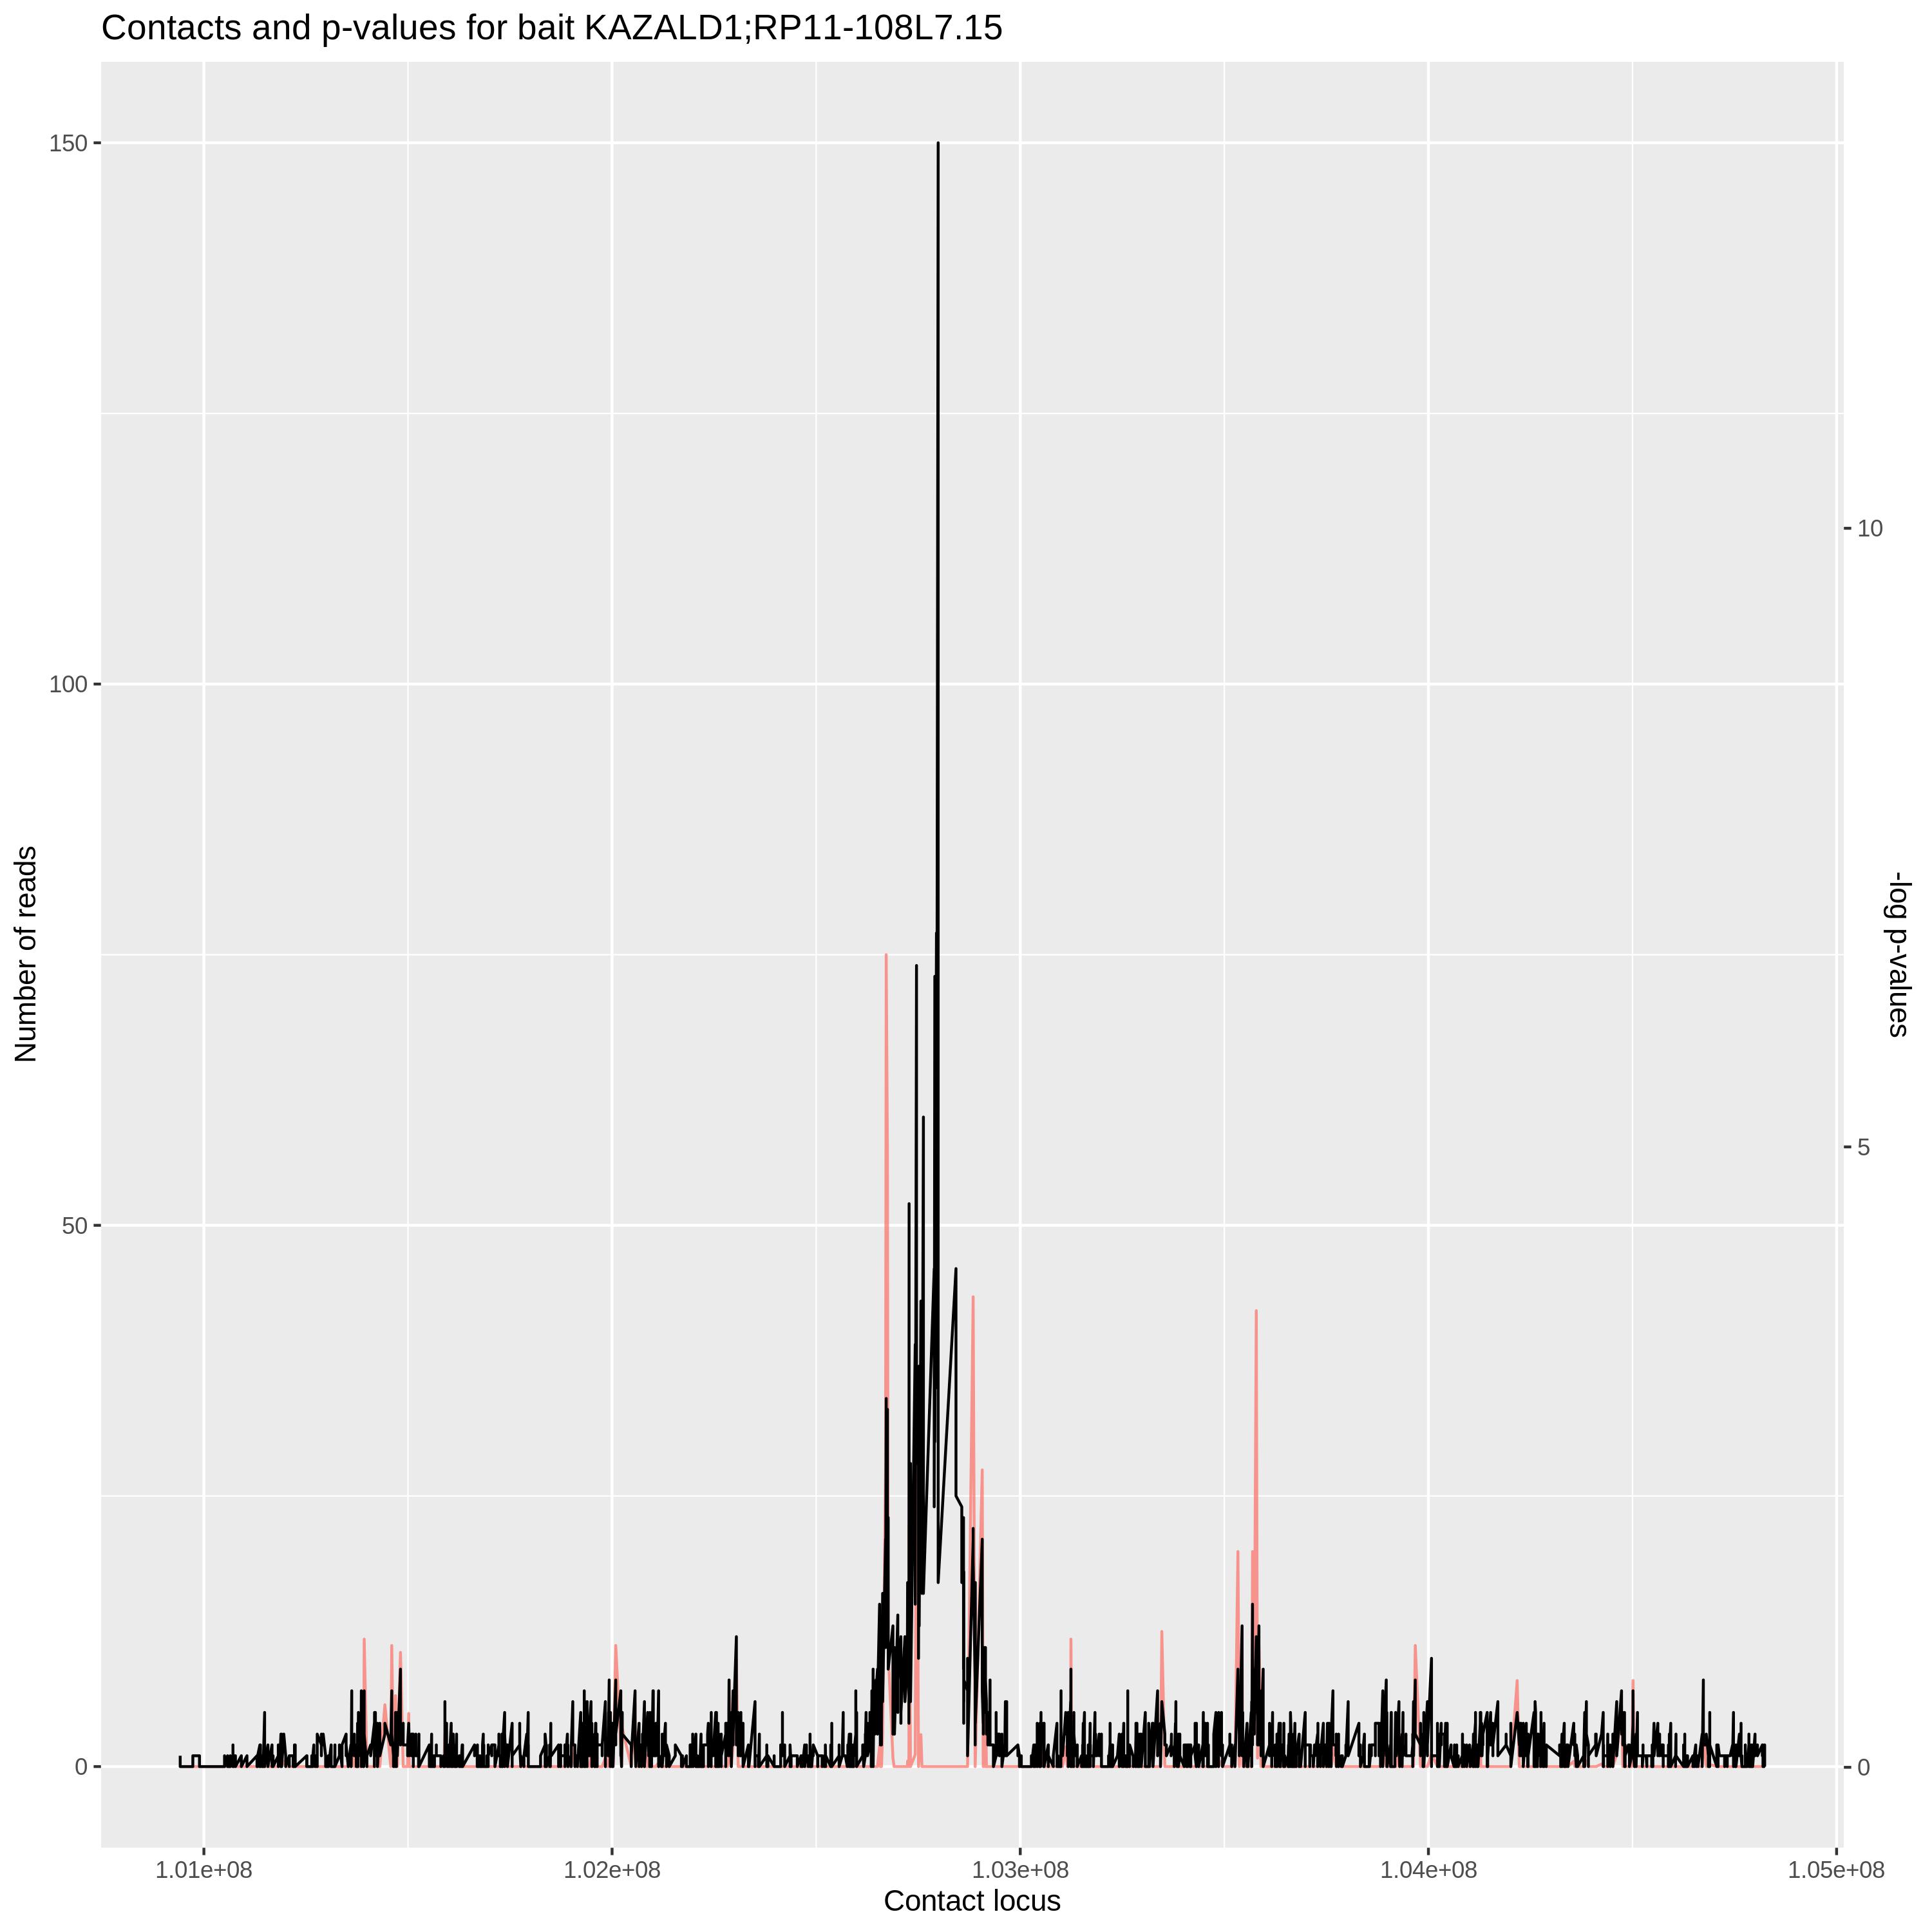 Contacts and p-values for bait KAZALD1;RP11-108L7.15
150
100
50
0
Number of reads
10
5
0
-log p-values
1.01e+08 1.02e+08 1.03e+08 1.04e+08 1.05e+08
Contact locus